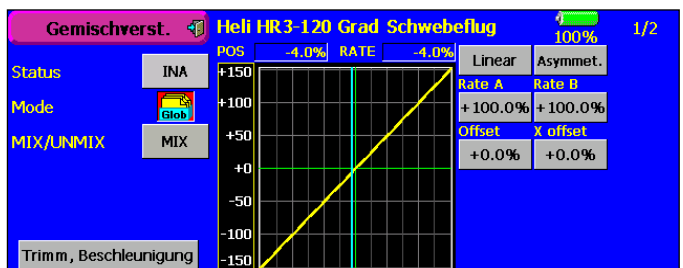 Gemischverst. Heli HR3-120 Grad Schwebeflug 100% 1/2
POS -4.0% RATE -4.0% Linear Asymmet.
Status INA
Mode Glob
MIX/UNMIX MIX
+150
+100
+50
+0
-50
-100
-150
Rate A Rate B
+100.0% +100.0%
Offset X offset
+0.0% +0.0%
Trimm, Beschleunigung